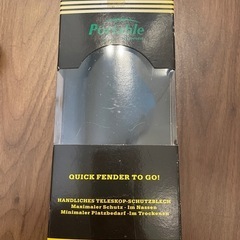 QUICK FENDER TO GO!
HANDLICHES TELESKOP-SCHUTZBLECH
Maximaler Schutz - Im Nassen
Minimaler Platzbedarf - Im Trockenen